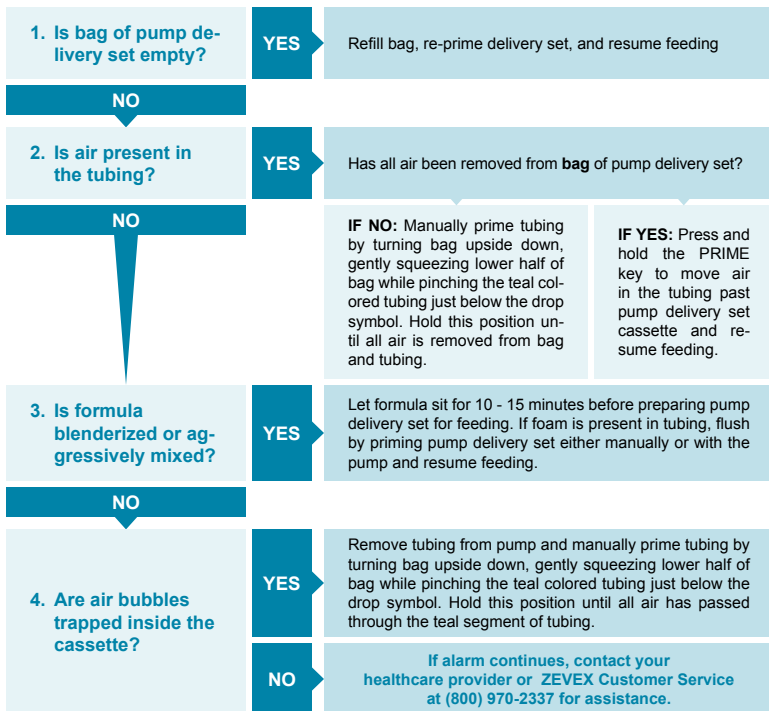 1. Is bag of pump de-
livery set empty?
YES
Refill bag, re-prime delivery set, and resume feeding
NO
2. Is air present in
the tubing?
YES
Has all air been removed from bag of pump delivery set?
NO
IF NO: Manually prime tubing
by turning bag upside down,
gently squeezing lower half of
bag while pinching the teal col-
ored tubing just below the drop
symbol. Hold this position un-
til all air is removed from bag
and tubing.
IF YES: Press and
hold the PRIME
key to move air
in the tubing past
pump delivery set
cassette and re-
sume feeding.
3. Is formula
blenderized or ag-
gressively mixed?
YES
Let formula sit for 10 - 15 minutes before preparing pump
delivery set for feeding. If foam is present in tubing, flush
by priming pump delivery set either manually or with the
pump and resume feeding.
NO
4. Are air bubbles
trapped inside the
cassette?
YES
Remove tubing from pump and manually prime tubing by
turning bag upside down, gently squeezing lower half of
bag while pinching the teal colored tubing just below the
drop symbol. Hold this position until all air has passed
through the teal segment of tubing.
NO
If alarm continues, contact your
healthcare provider or ZEVEX Customer Service
at (800) 970-2337 for assistance.